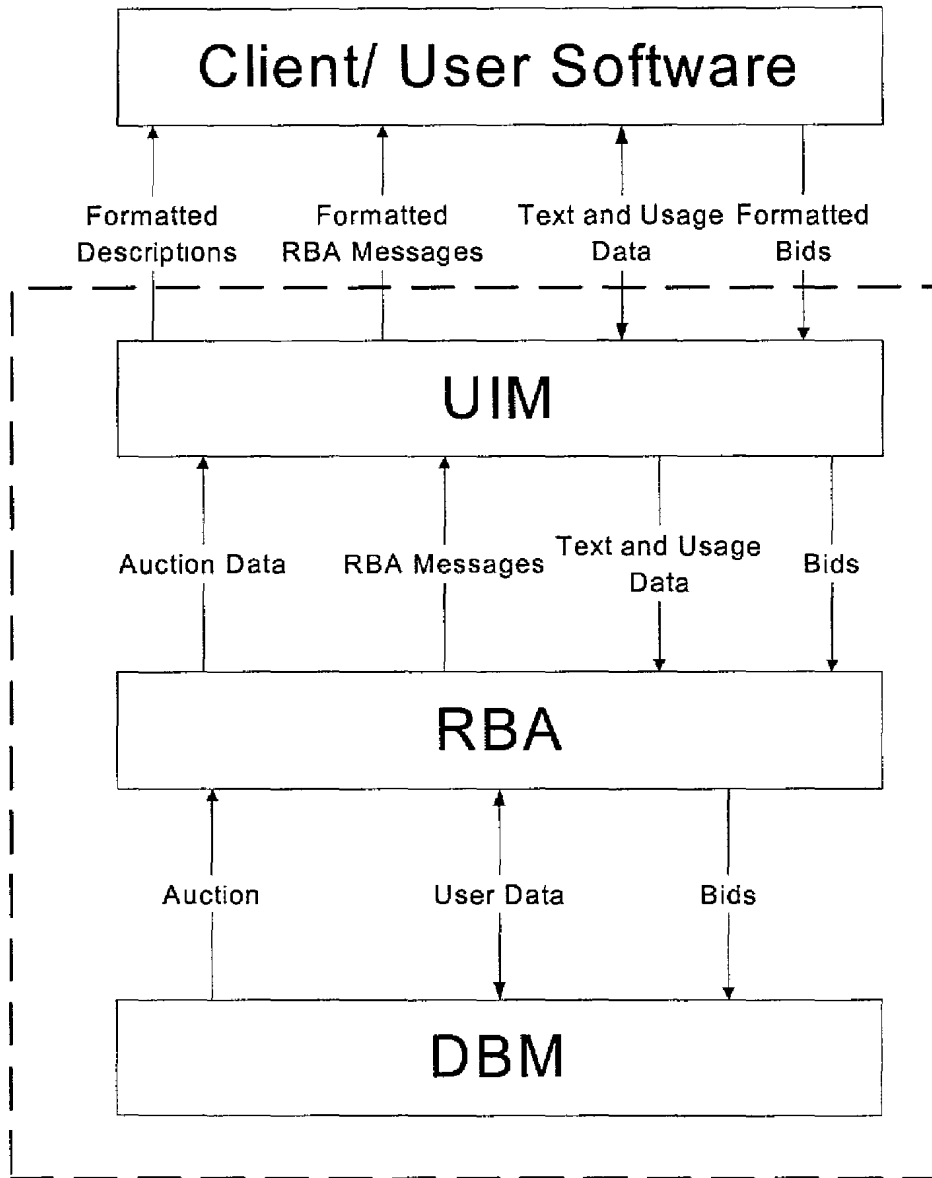 Client/ User Software
Formatted
Descriptions
Formatted
RBA Messages
Text and Usage
Data
Formatted
Bids
UIM
Auction Data
RBA Messages
Text and Usage
Data
Bids
RBA
Auction
User Data
Bids
DBM